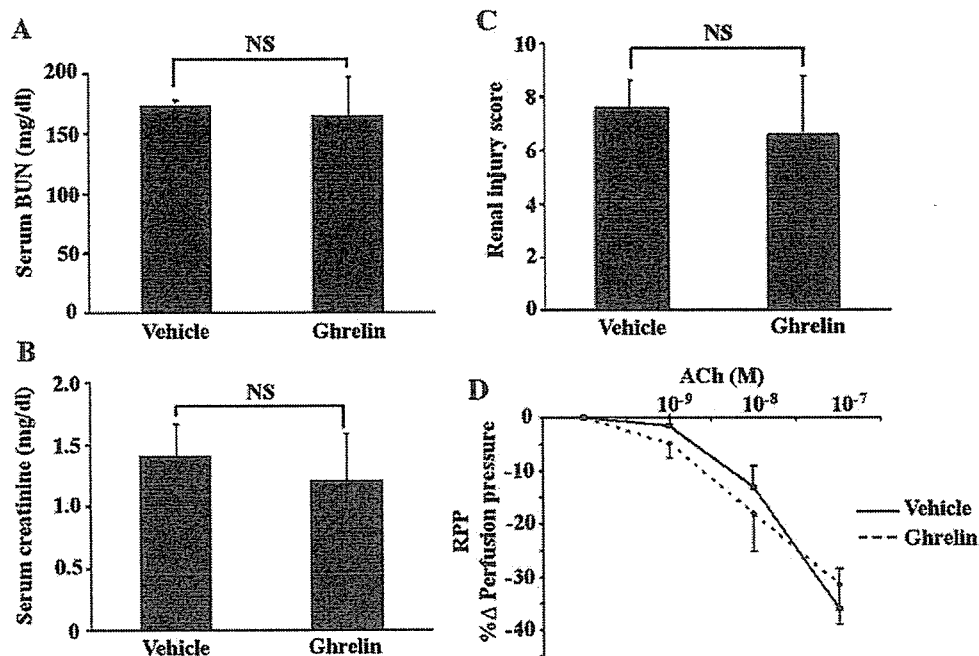 A
NS
Serum BUN (mg/dl)
200
150
100
50
0
Vehicle Ghrelin
B
NS
Serum creatinine (mg/dl)
2.0
1.5
1.0
0.5
0
Vehicle Ghrelin
C
NS
Renal injury score
10
8
6
4
2
0
Vehicle Ghrelin
D
ACh (M)
10⁻⁹ 10⁻⁸ 10⁻⁷
RPP
% Δ Perfusion pressure
0
-10
-20
-30
-40
Vehicle
Ghrelin